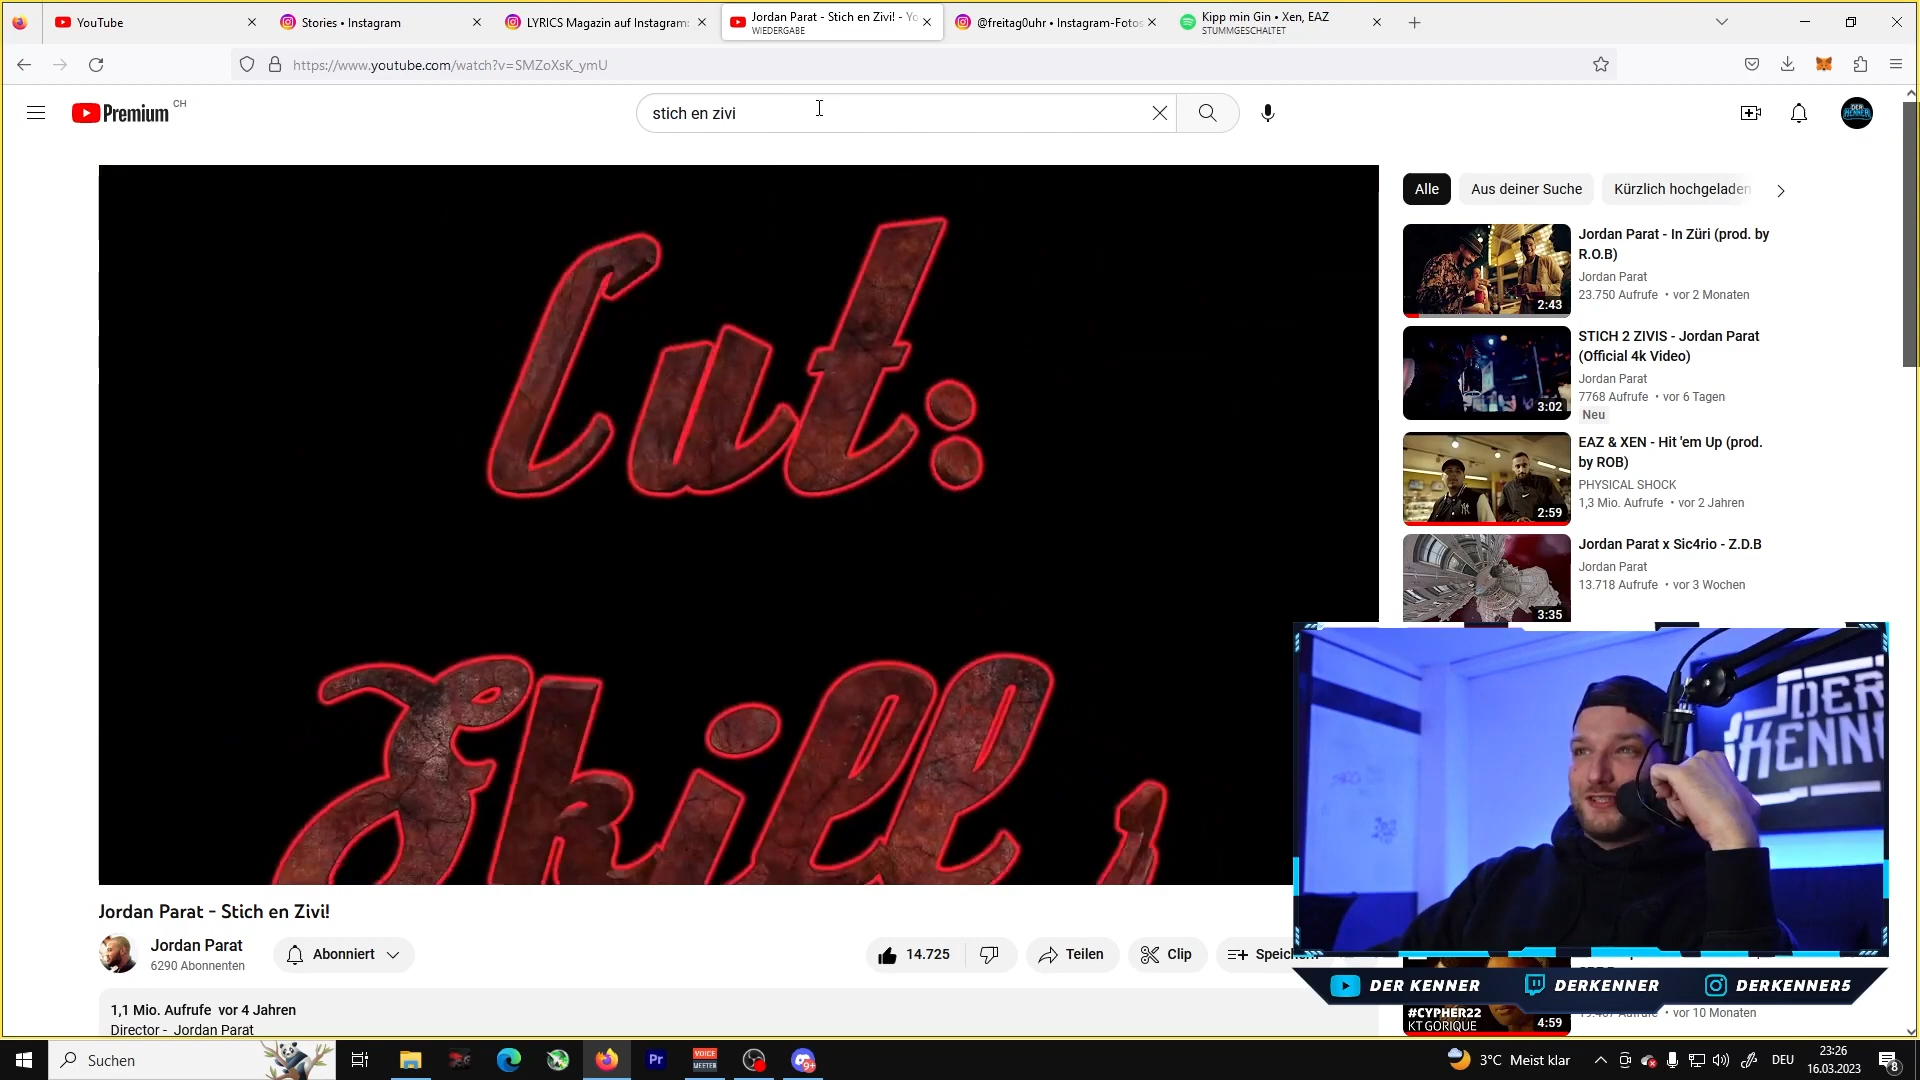 YouTube
Stories • Instagram
LYRICS Magazin auf Instagram:
Jordan Parat - Stich en Zivi! - Yo
WIEDERGABE
@freitag0uhr • Instagram-Fotos
Kipp min Gin • Xen, EAZ
STUMMGESCHALTET
https://www.youtube.com/watch?v=SMZoXsK_ymU
Premium CH
stich en zivi
Cut:
Skill
Alle
Aus deiner Suche
Kürzlich hochgeladen
Jordan Parat - In Züri (prod. by
R.O.B)
Jordan Parat
23.750 Aufrufe • vor 2 Monaten
2:43
STICH 2 ZIVIS - Jordan Parat
(Official 4k Video)
Jordan Parat
7768 Aufrufe • vor 6 Tagen
Neu
3:02
EAZ & XEN - Hit 'em Up (prod.
by ROB)
PHYSICAL SHOCK
1,3 Mio. Aufrufe • vor 2 Jahren
2:59
Jordan Parat x Sic4rio - Z.D.B
Jordan Parat
13.718 Aufrufe • vor 3 Wochen
3:35
DER
KENN
Jordan Parat - Stich en Zivi!
Jordan Parat
6290 Abonnenten
Abonniert
14.725
Teilen
Clip
Speichern
DER KENNER
DERKENNER
DERKENNER5
#CYPHER22
KT GORIQUE
4:59
vor 10 Monaten
1,1 Mio. Aufrufe vor 4 Jahren
Director - Jordan Parat
Suchen
Pr
VOICE
MEETER
9+
3°C Meist klar
DEU
23:26
16.03.2023
8